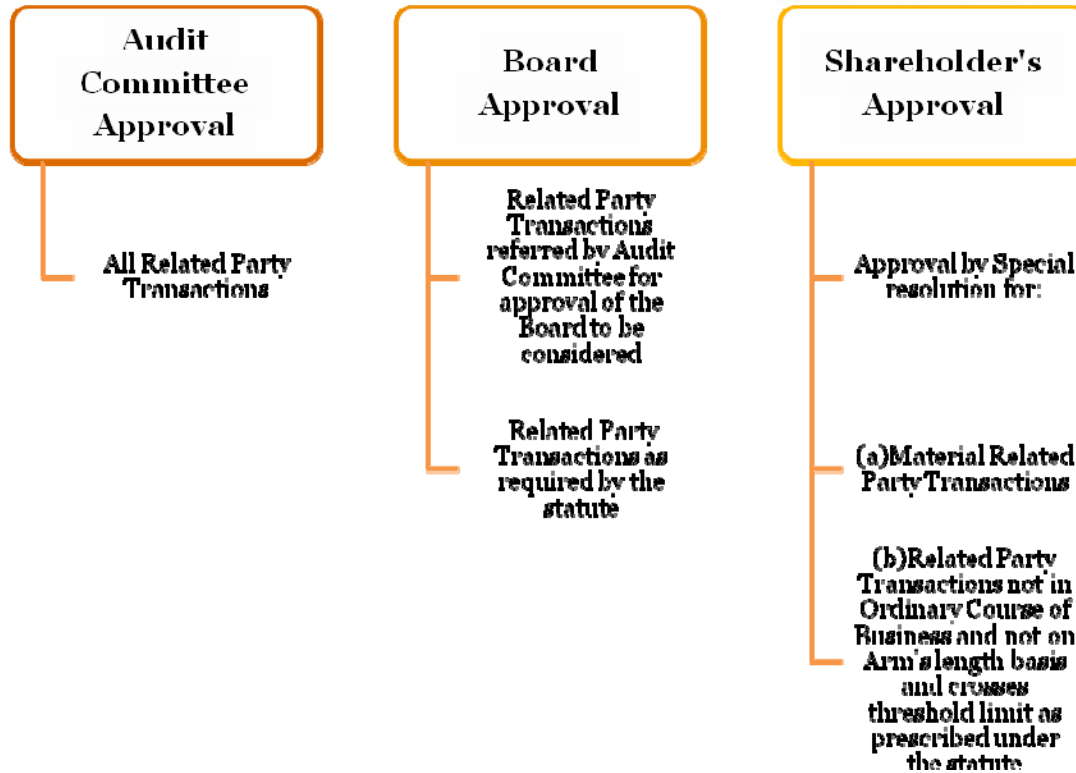 Audit
Committee
Approval
All Related Party
Transactions
Board
Approval
Related Party
Transactions
referred by Audit
Committee for
approval of the
Board to be
considered
Related Party
Transactions as
required by the
statute
Shareholder's
Approval
Approval by Special
resolution for:
(a)Material Related
Party Transactions
(b)Related Party
Transactions not in
Ordinary Course of
Business and not on
Arm's length basis
and crosses
threshold limit as
prescribed under
the statute